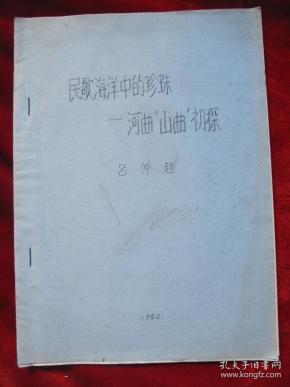 民歌海洋中的珍珠
—河曲"山曲"初探
吕仲起
1982.
孔夫子旧书网